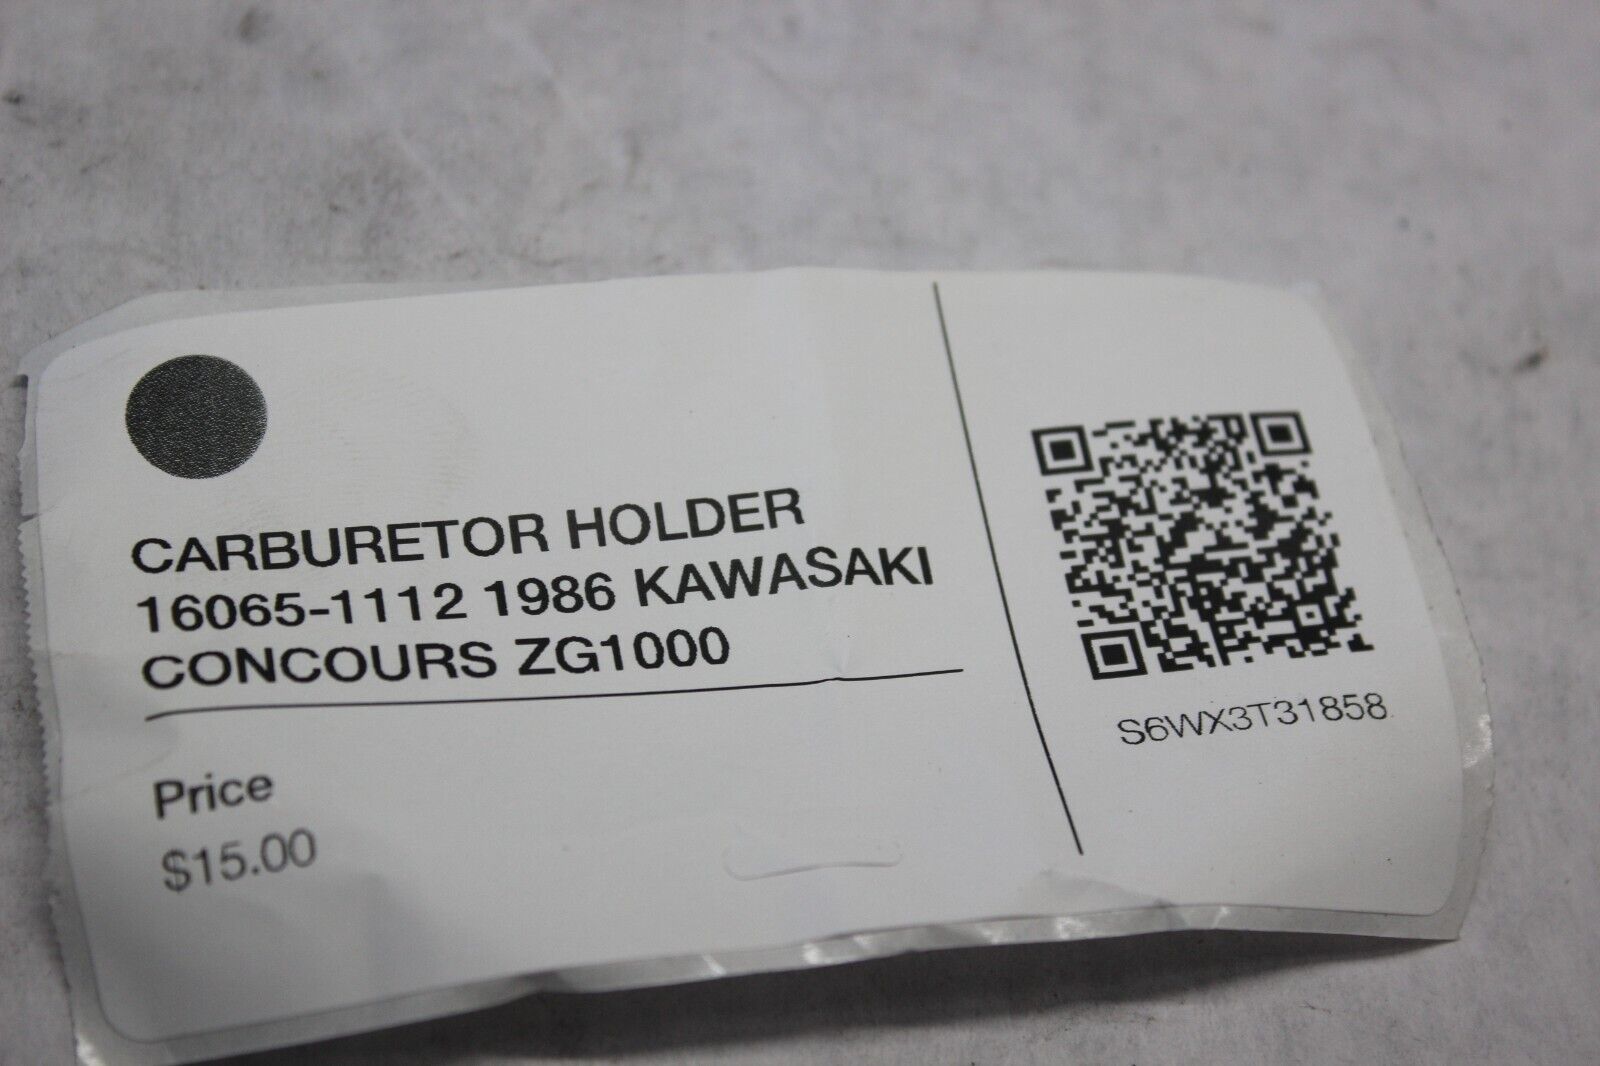 CARBURETOR HOLDER
16065-1112 1986 KAWASAKI
CONCOURS ZG1000
Price
$15.00
S6WX3T31858